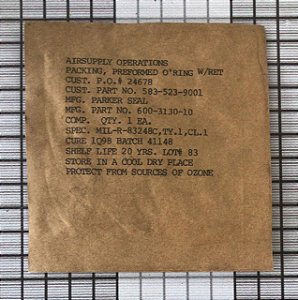 AIRSUPPLY OPERATIONS
PACKING, PREFORMED O'RING W/RET
CUST. P.O.# 24678
CUST. PART NO. 583-523-9001
MFG. PARKER SEAL
MFG. PART NO. 600-3130-10
COMP. QTY. 1 EA.
SPEC. MIL-R-83248C,TY.1,CL.1
CURE 1Q98 BATCH 41148
SHELF LIFE 20 YRS. LOT# 83
STORE IN A COOL DRY PLACE
PROTECT FROM SOURCES OF OZONE